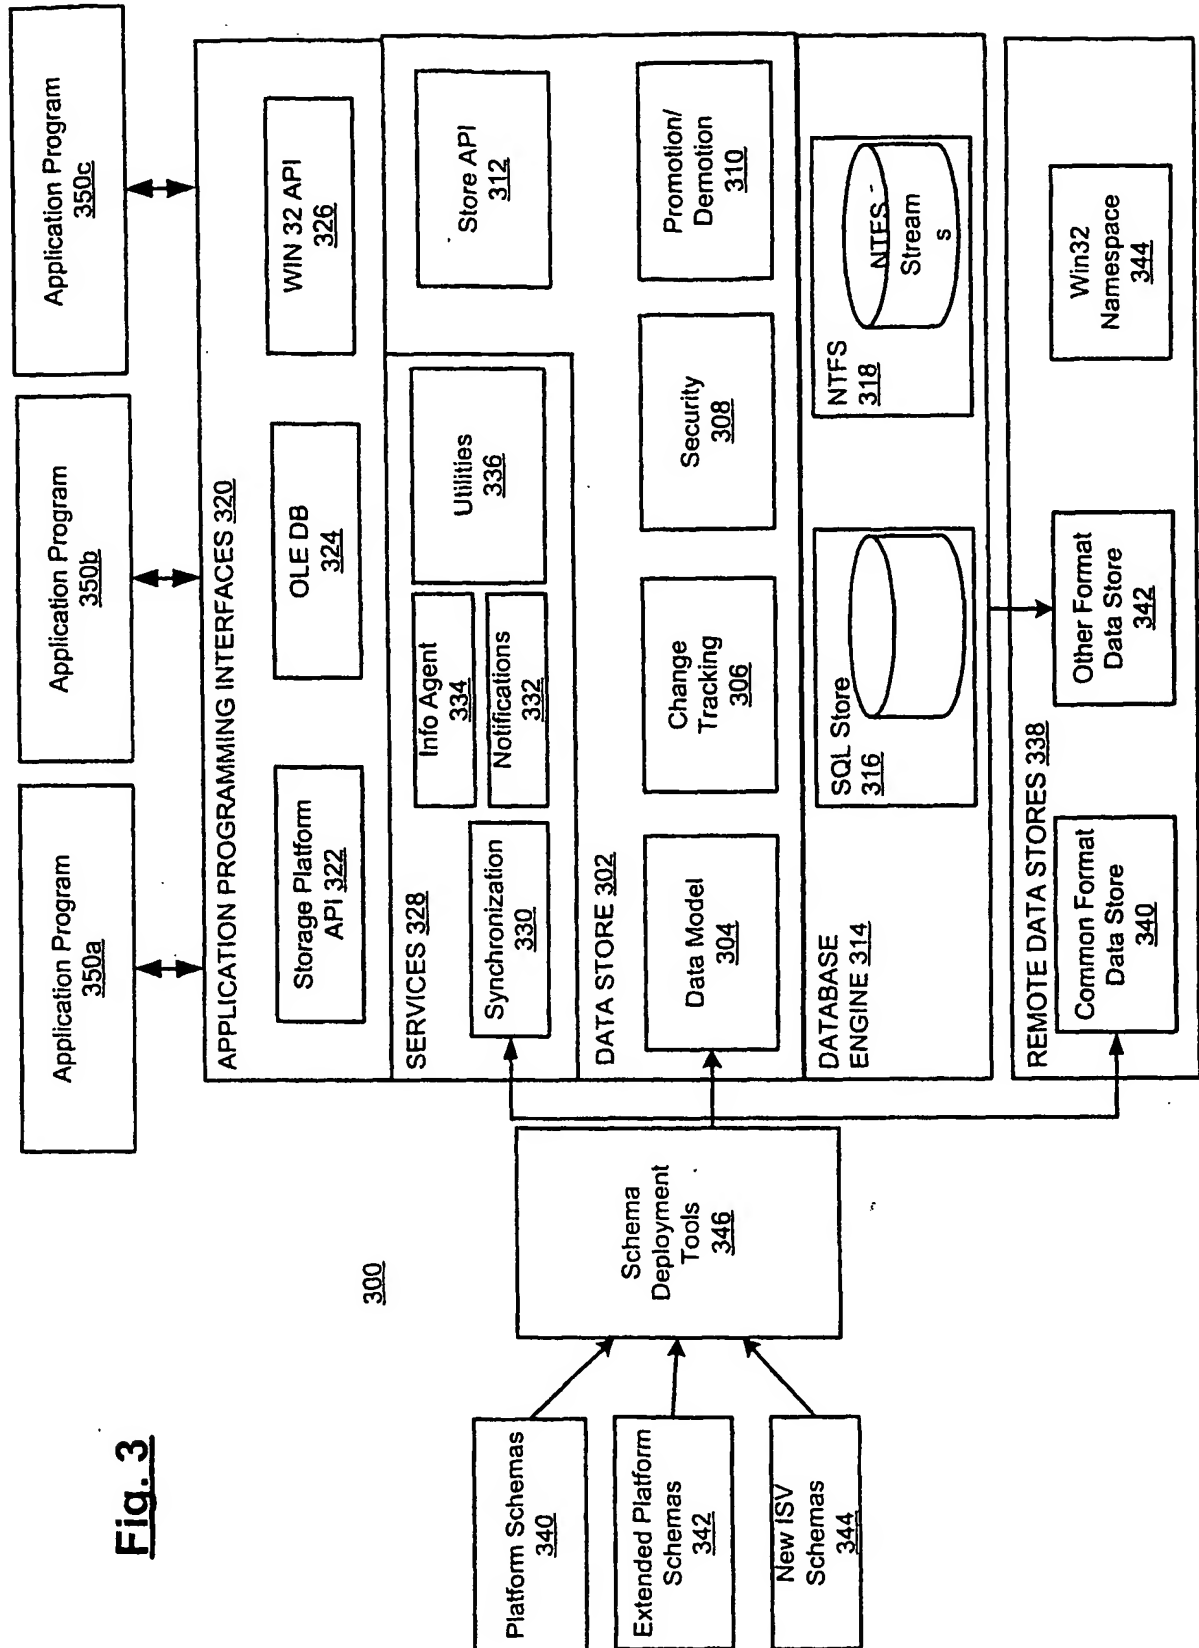 Fig. 3
300
Application Program
350a
Application Program
350b
Application Program
350c
APPLICATION PROGRAMMING INTERFACES 320
Storage Platform
API 322
OLE DB
324
WIN 32 API
326
SERVICES 328
Synchronization
330
Info Agent
334
Notifications
332
Utilities
336
Store API
312
DATA STORE 302
Data Model
304
Change
Tracking
306
Security
308
Promotion/
Demotion
310
DATABASE
ENGINE 314
SQL Store
316
NTFS
318
NTFS -
Stream
s
REMOTE DATA STORES 338
Common Format
Data Store
340
Other Format
Data Store
342
Win32
Namespace
344
Schema
Deployment
Tools
346
Platform Schemas
340
Extended Platform
Schemas
342
New ISV
Schemas
344